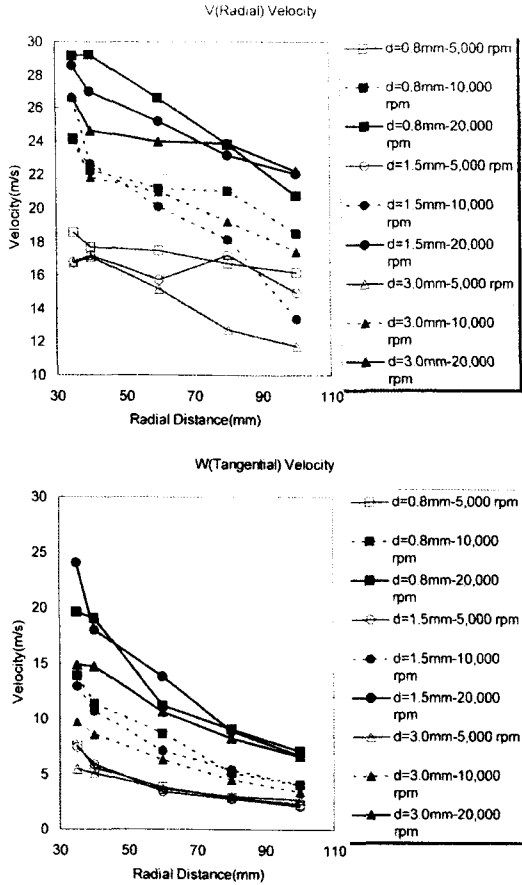 V(Radial) Velocity
30
28
26
24
22
20
18
16
14
12
10
Velocity(m/s)
30
50
70
90
110
Radial Distance(mm)
d=0.8mm-5,000 rpm
d=0.8mm-10,000
rpm
d=0.8mm-20,000
rpm
d=1.5mm-5,000 rpm
d=1.5mm-10,000
rpm
d=1.5mm-20,000
rpm
d=3.0mm-5,000 rpm
d=3.0mm-10,000
rpm
d=3.0mm-20,000
rpm
W(Tangential) Velocity
30
25
20
15
10
5
0
Velocity(m/s)
20
40
60
80
100
Radial Distance(mm)
d=0.8mm-5,000 rpm
d=0.8mm-10,000
rpm
d=0.8mm-20,000
rpm
d=1.5mm-5,000 rpm
d=1.5mm-10,000
rpm
d=1.5mm-20,000
rpm
d=3.0mm-5,000 rpm
d=3.0mm-10,000
rpm
d=3.0mm-20,000
rpm